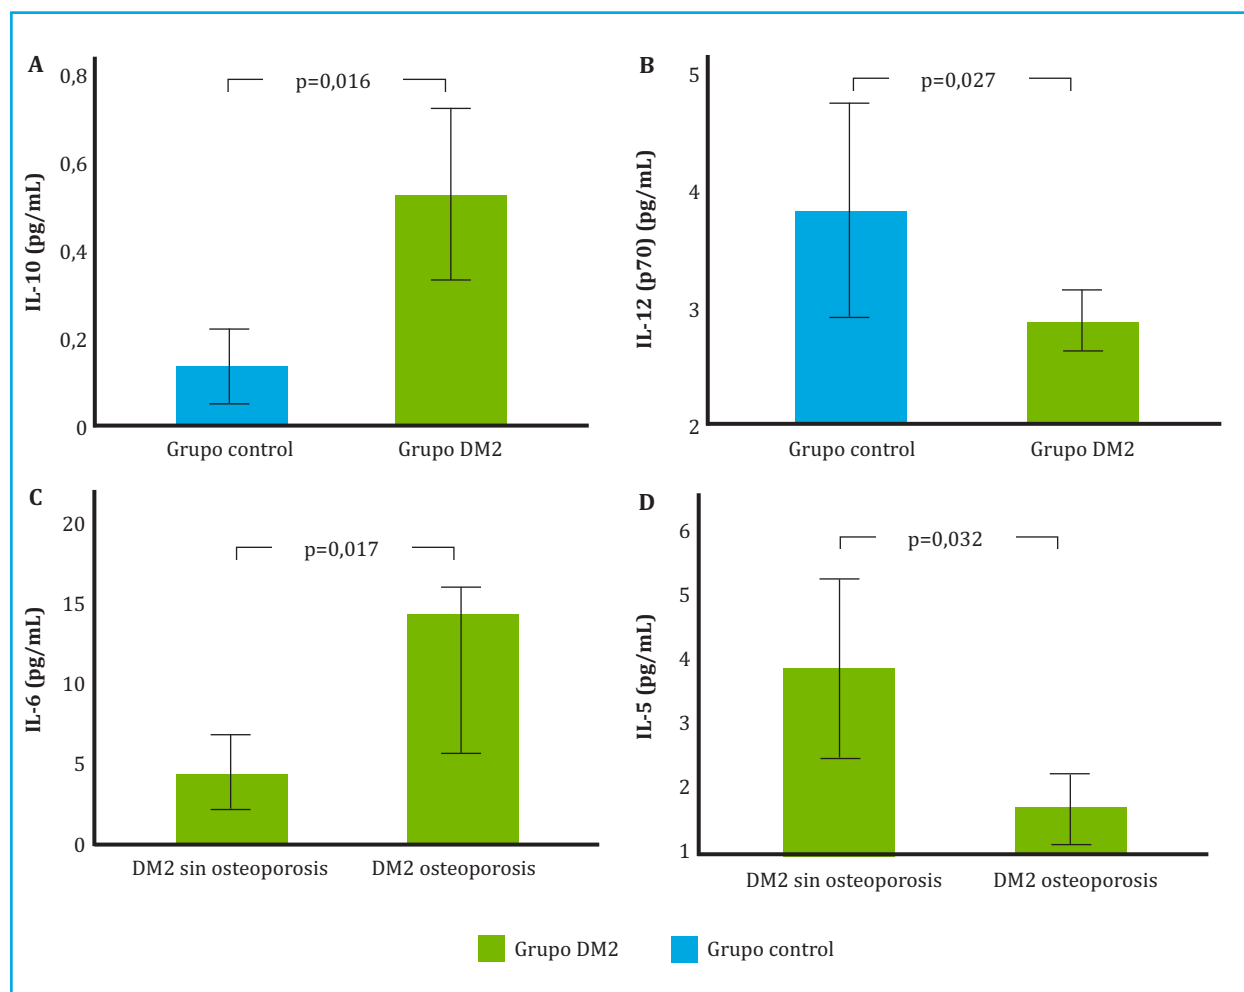 A
IL-10 (pg/mL)
0,8
0,6
0,4
0,2
0
p=0,016
Grupo control
Grupo DM2
B
IL-12 (p70) (pg/mL)
5
4
3
2
p=0,027
Grupo control
Grupo DM2
C
IL-6 (pg/mL)
20
15
10
5
0
p=0,017
DM2 sin osteoporosis
DM2 osteoporosis
D
IL-5 (pg/mL)
6
5
4
3
2
1
p=0,032
DM2 sin osteoporosis
DM2 osteoporosis
Grupo DM2
Grupo control